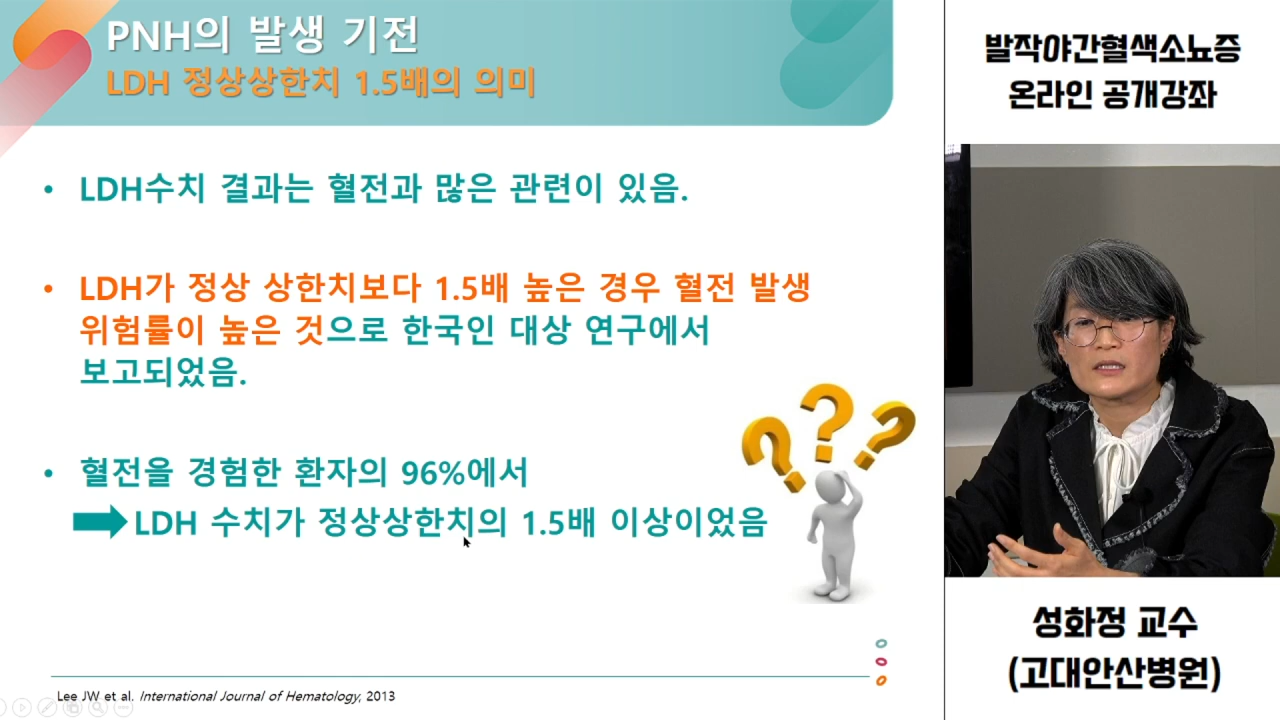 PNH의 발생 기전
LDH 정상상한치 1.5배의 의미
• LDH수치 결과는 혈전과 많은 관련이 있음.
• LDH가 정상 상한치보다 1.5배 높은 경우 혈전 발생
위험률이 높은 것으로 한국인 대상 연구에서
보고되었음.
• 혈전을 경험한 환자의 96%에서
LDH 수치가 정상상한치의 1.5배 이상이었음
???
Lee JW et al. International Journal of Hematology, 2013
발작야간혈색소뇨증
온라인 공개강좌
성화정 교수
(고대안산병원)